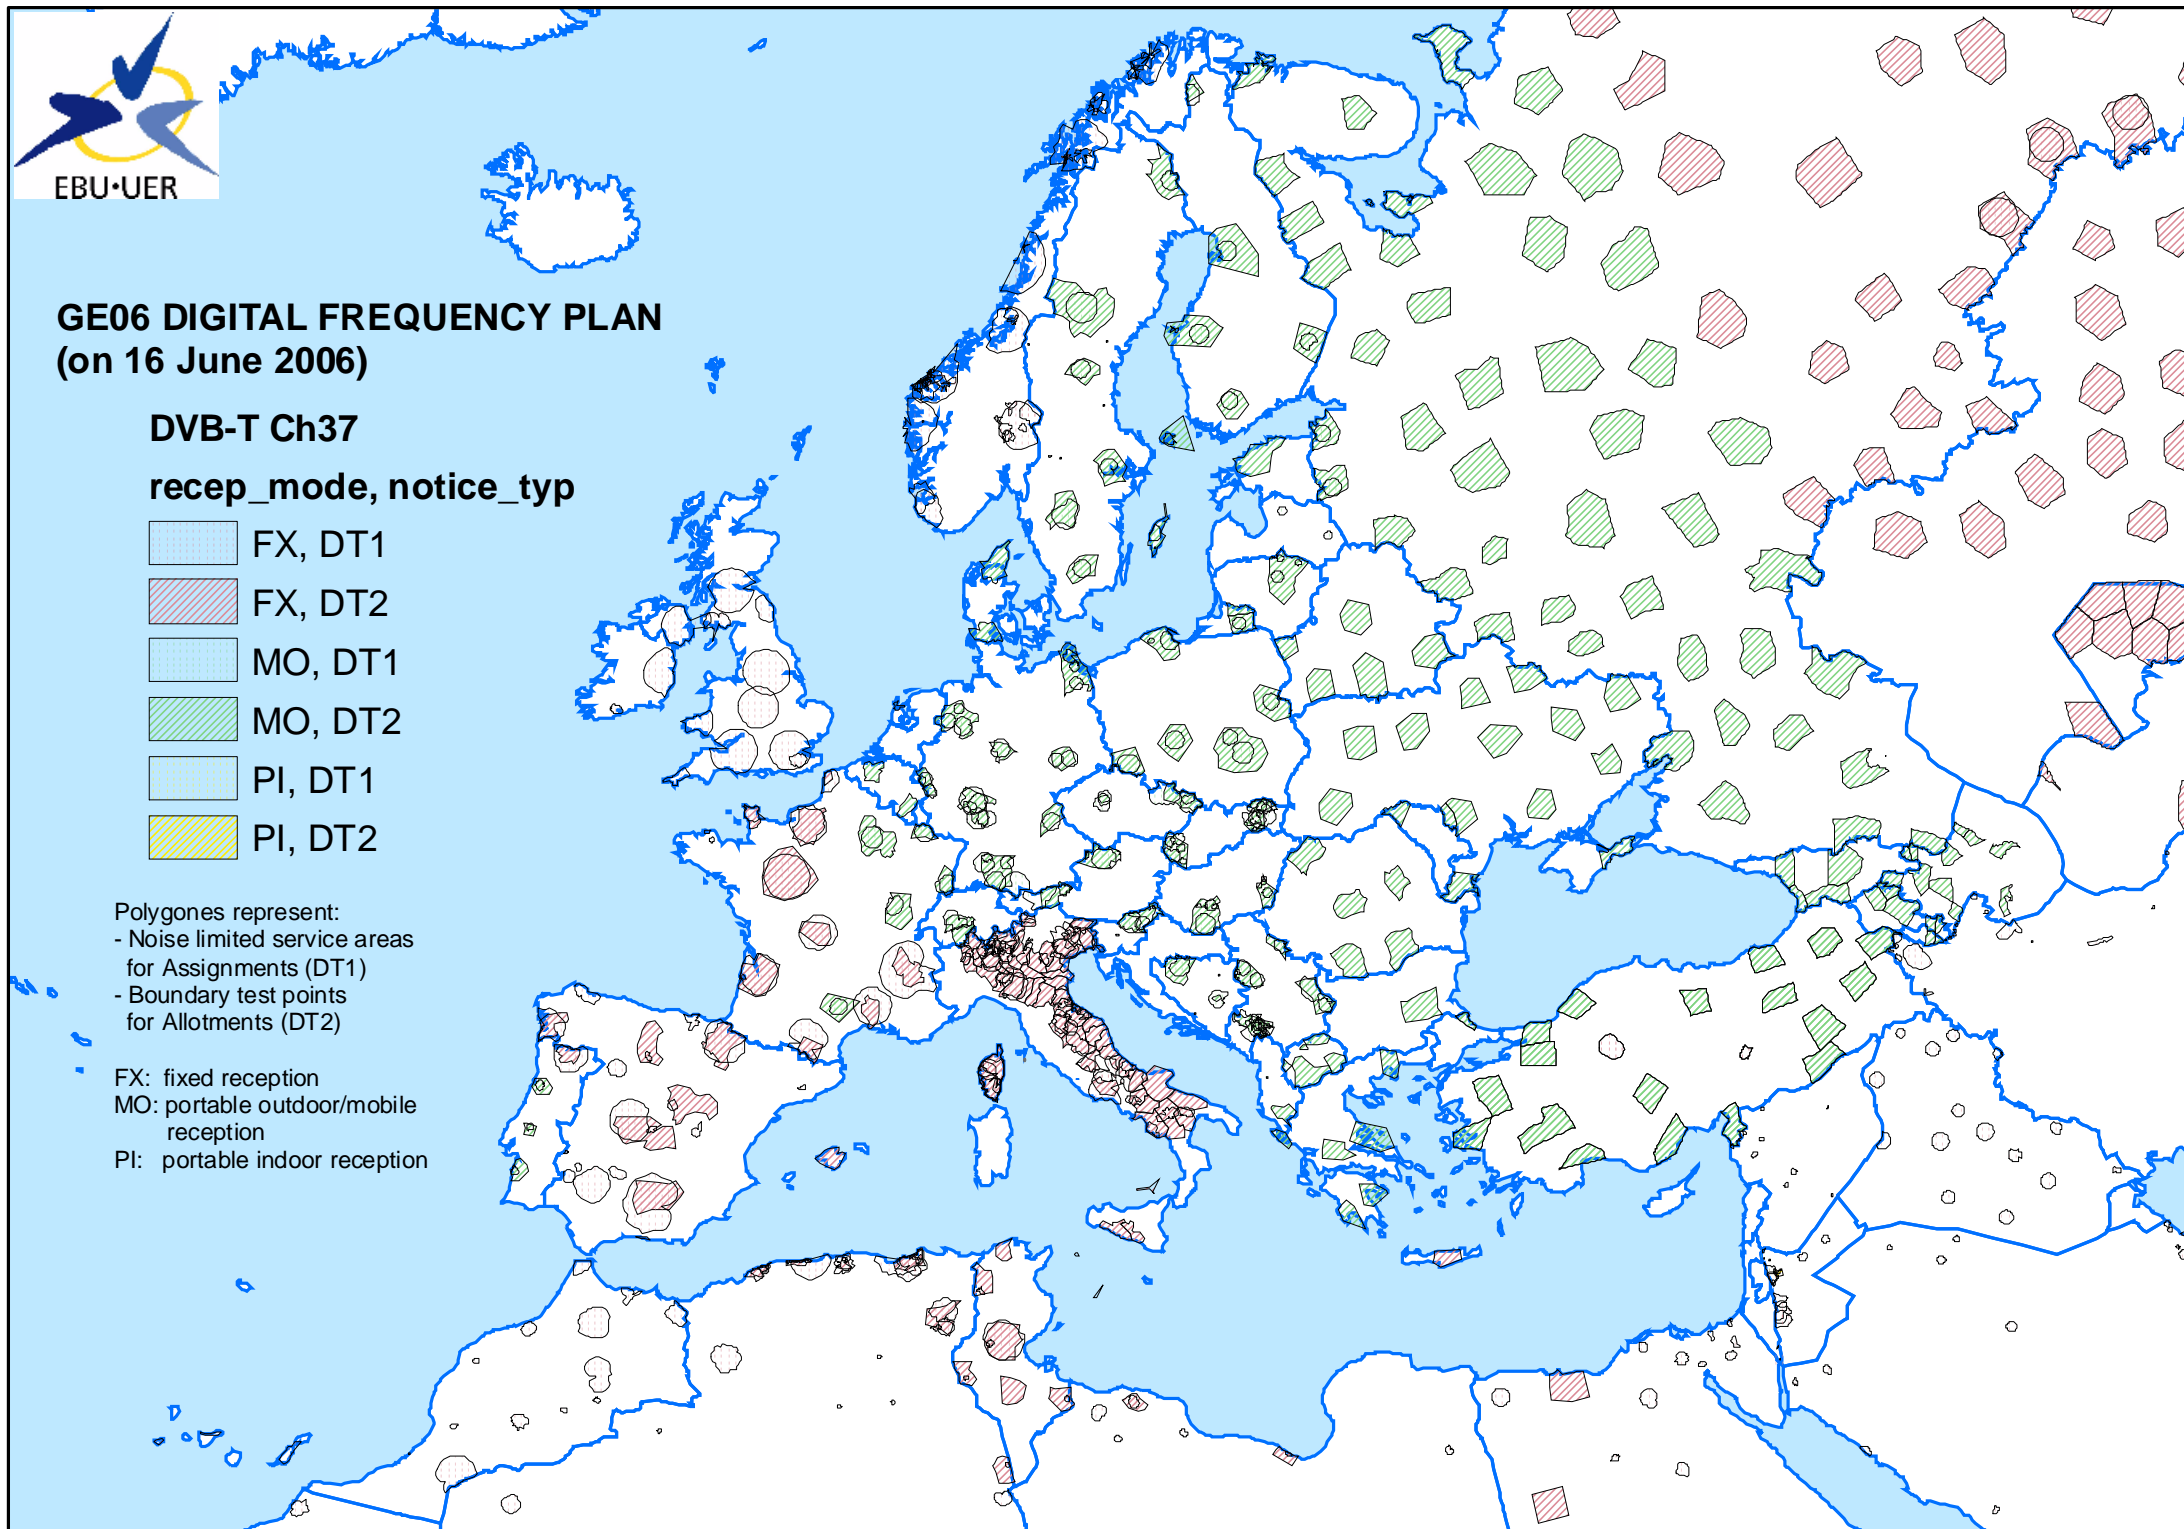 EBU•UER
GE06 DIGITAL FREQUENCY PLAN
(on 16 June 2006)
DVB-T Ch37
recep_mode, notice_typ
FX, DT1
FX, DT2
MO, DT1
MO, DT2
PI, DT1
PI, DT2
Polygones represent:
- Noise limited service areas
for Assignments (DT1)
- Boundary test points
for Allotments (DT2)
FX: fixed reception
MO: portable outdoor/mobile
reception
PI: portable indoor reception